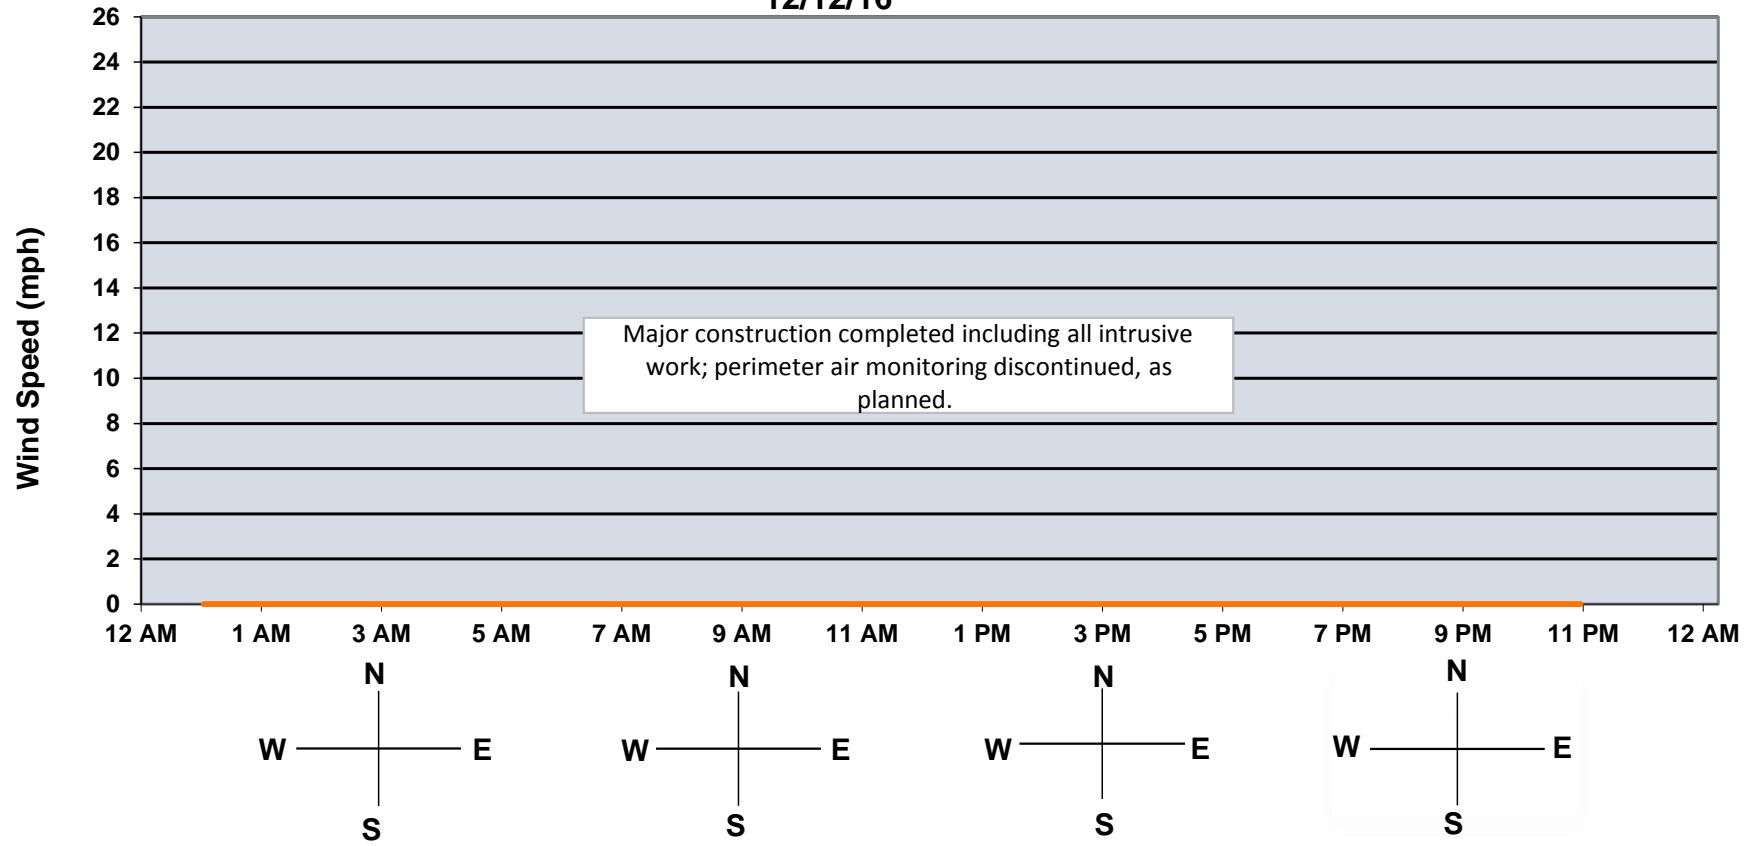 12/12/16
26
24
22
20
18
16
14
12
10
8
6
4
2
0
Wind Speed (mph)
Major construction completed including all intrusive
work; perimeter air monitoring discontinued, as
planned.
12 AM 1 AM 3 AM 5 AM 7 AM 9 AM 11 AM 1 PM 3 PM 5 PM 7 PM 9 PM 11 PM 12 AM
N N N N
W E W E W E W E
S S S S